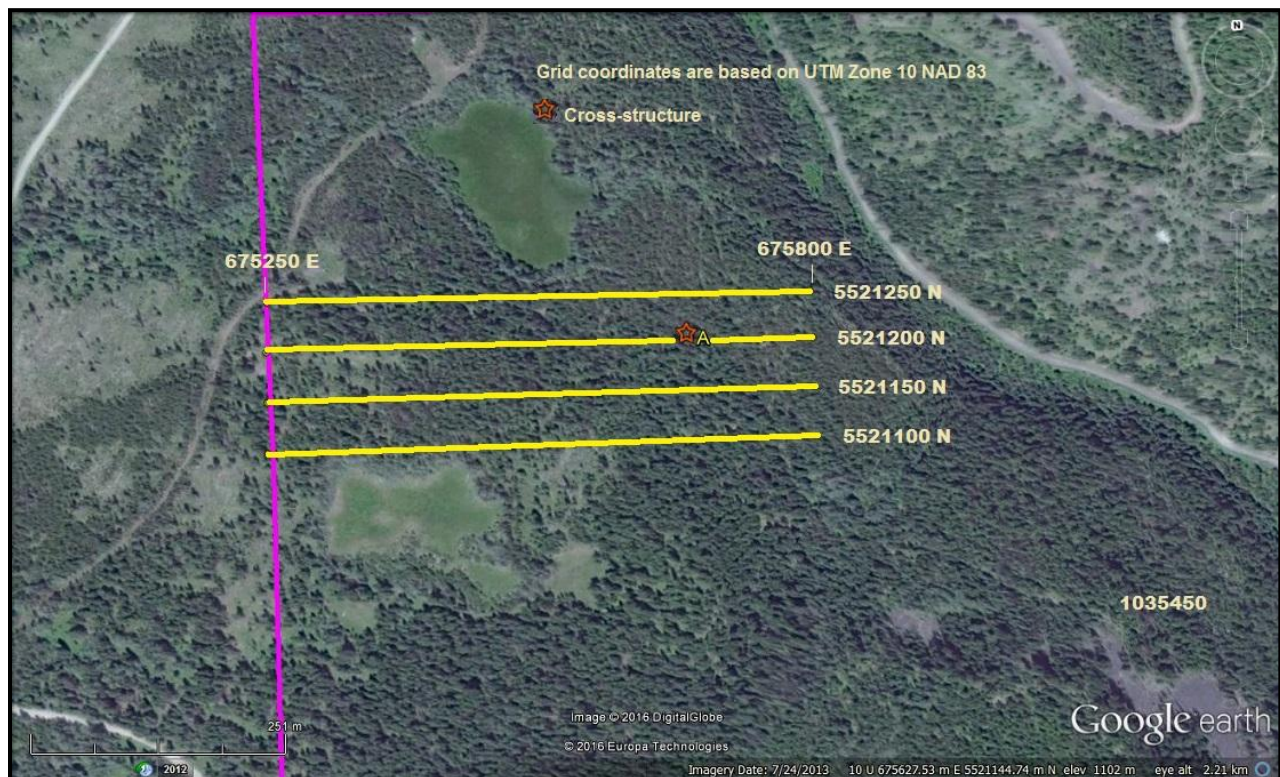 N
Grid coordinates are based on UTM Zone 10 NAD 83
Cross-structure
675250 E
675800 E
5521250 N
A
5521200 N
5521150 N
5521100 N
1035450
251 m
Image © 2016 DigitalGlobe
© 2016 Europa Technologies
Google earth
2012
Imagery Date: 7/24/2013 10 U 675627.53 m E 5521144.74 m N elev 1102 m eye alt 2.21 km